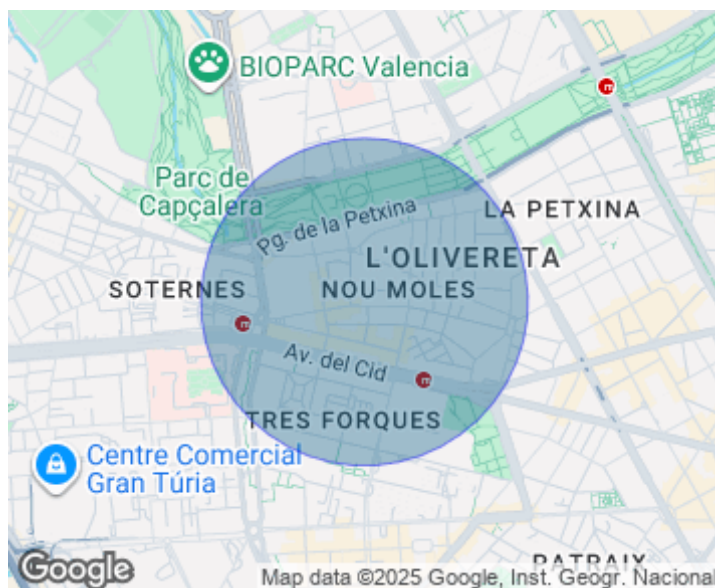 BIOPARC Valencia
Parc de
Capçalera
Pg. de la Petxina
LA PETXINA
L'OLIVERETA
SOTERNES
NOU MOLES
Av. del Cid
TRES FORQUES
Centre Comercial
Gran Túria
PATRAIX
Google
Map data ©2025 Google, Inst. Geogr. Nacional